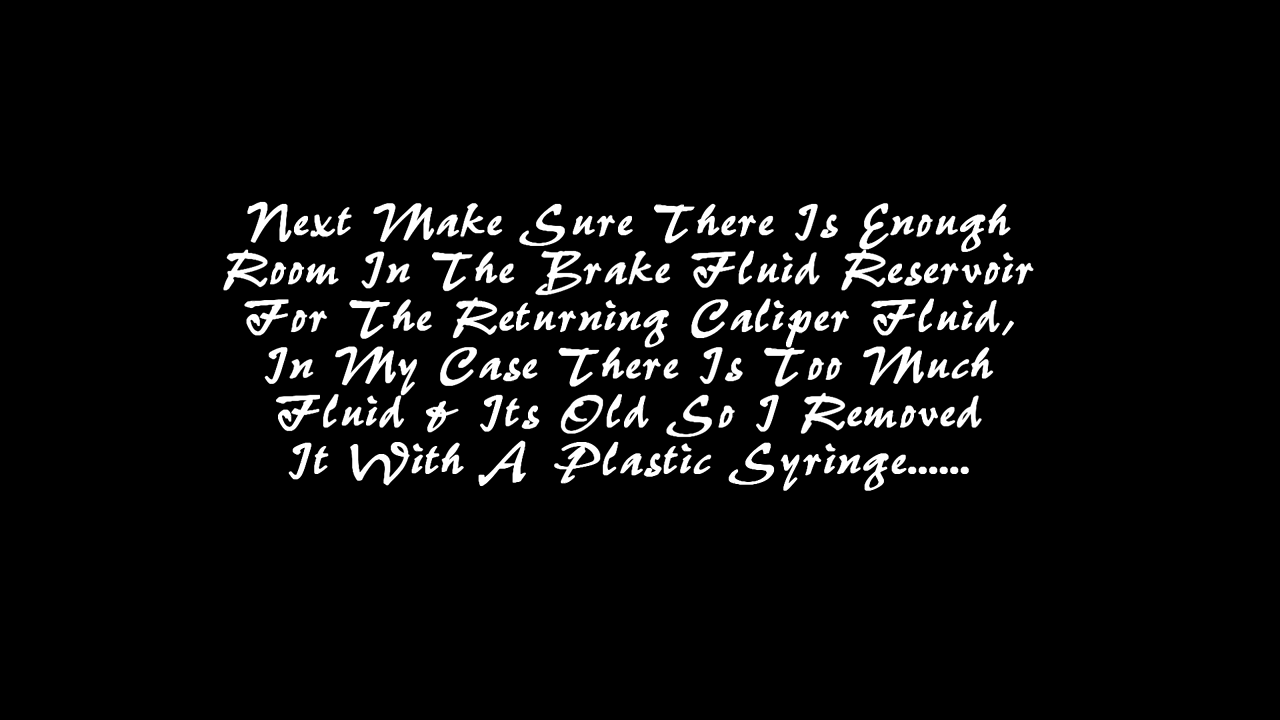 Next Make Sure There Is Enough
Room In The Brake Fluid Reservoir
For The Returning Caliper Fluid,
In My Case There Is Too Much
Fluid & Its Old So I Removed
It With A Plastic Syringe......